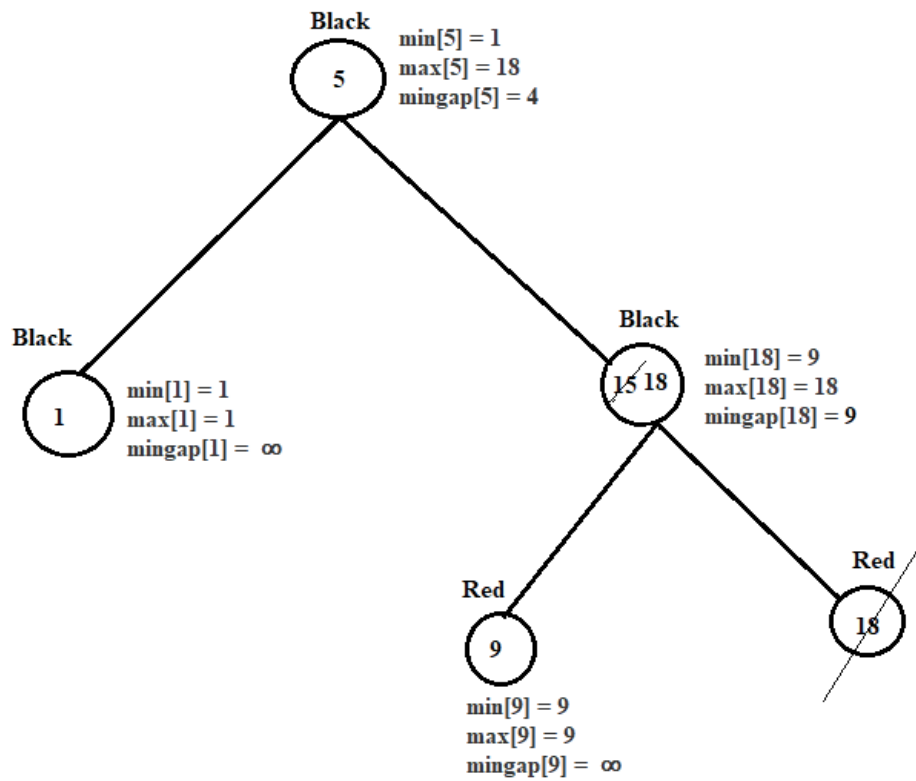 Black
min[5] = 1
5
max[5] = 18
mingap[5] = 4
Black
Black
min[18] = 9
15 18
max[18] = 18
mingap[18] = 9
min[1] = 1
1
max[1] = 1
mingap[1] = ∞
Red
Red
18
9
min[9] = 9
max[9] = 9
mingap[9] = ∞